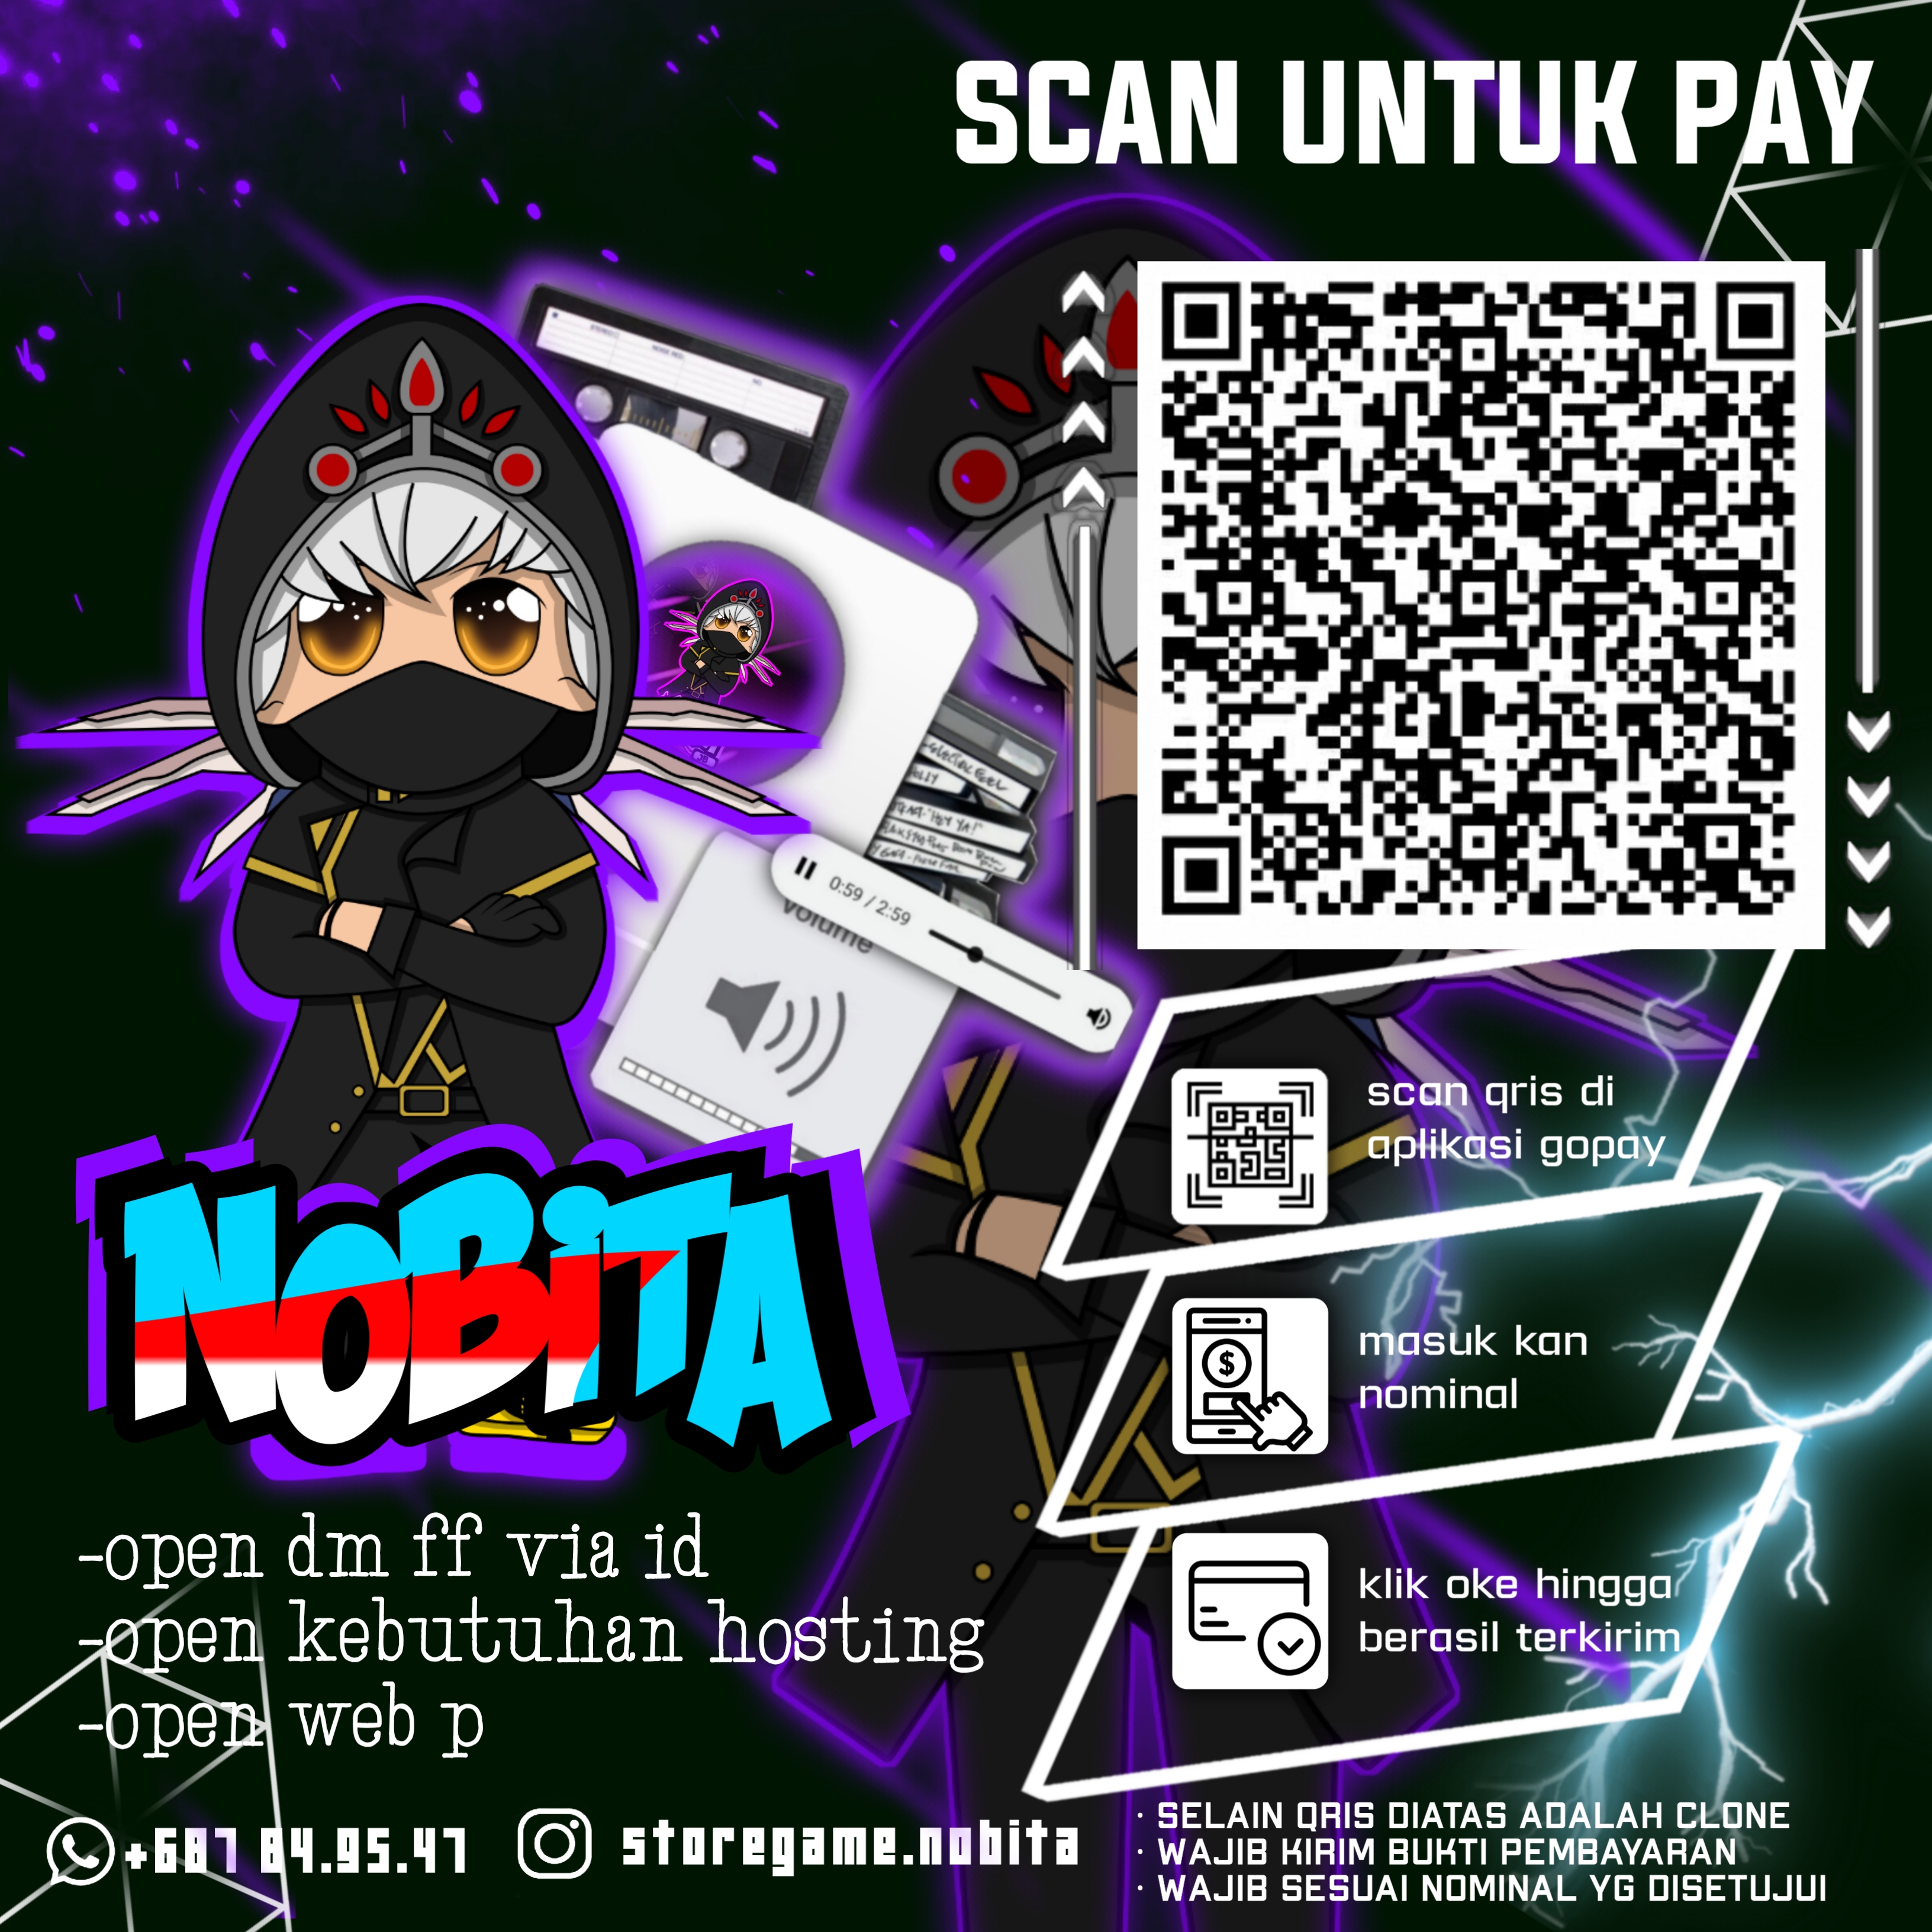 SCAN UNTUK PAY
0:59 / 2:59
volume
scan qris di
aplikasi gopay
masuk kan
nominal
klik oke hingga
berasil terkirim
NOBITA
-open dm ff via id
-open kebutuhan hosting
-open web p
+687 84.95.47
storegame.nobita
· SELAIN QRIS DIATAS ADALAH CLONE
· WAJIB KIRIM BUKTI PEMBAYARAN
· WAJIB SESUAI NOMINAL YG DISETUJUI